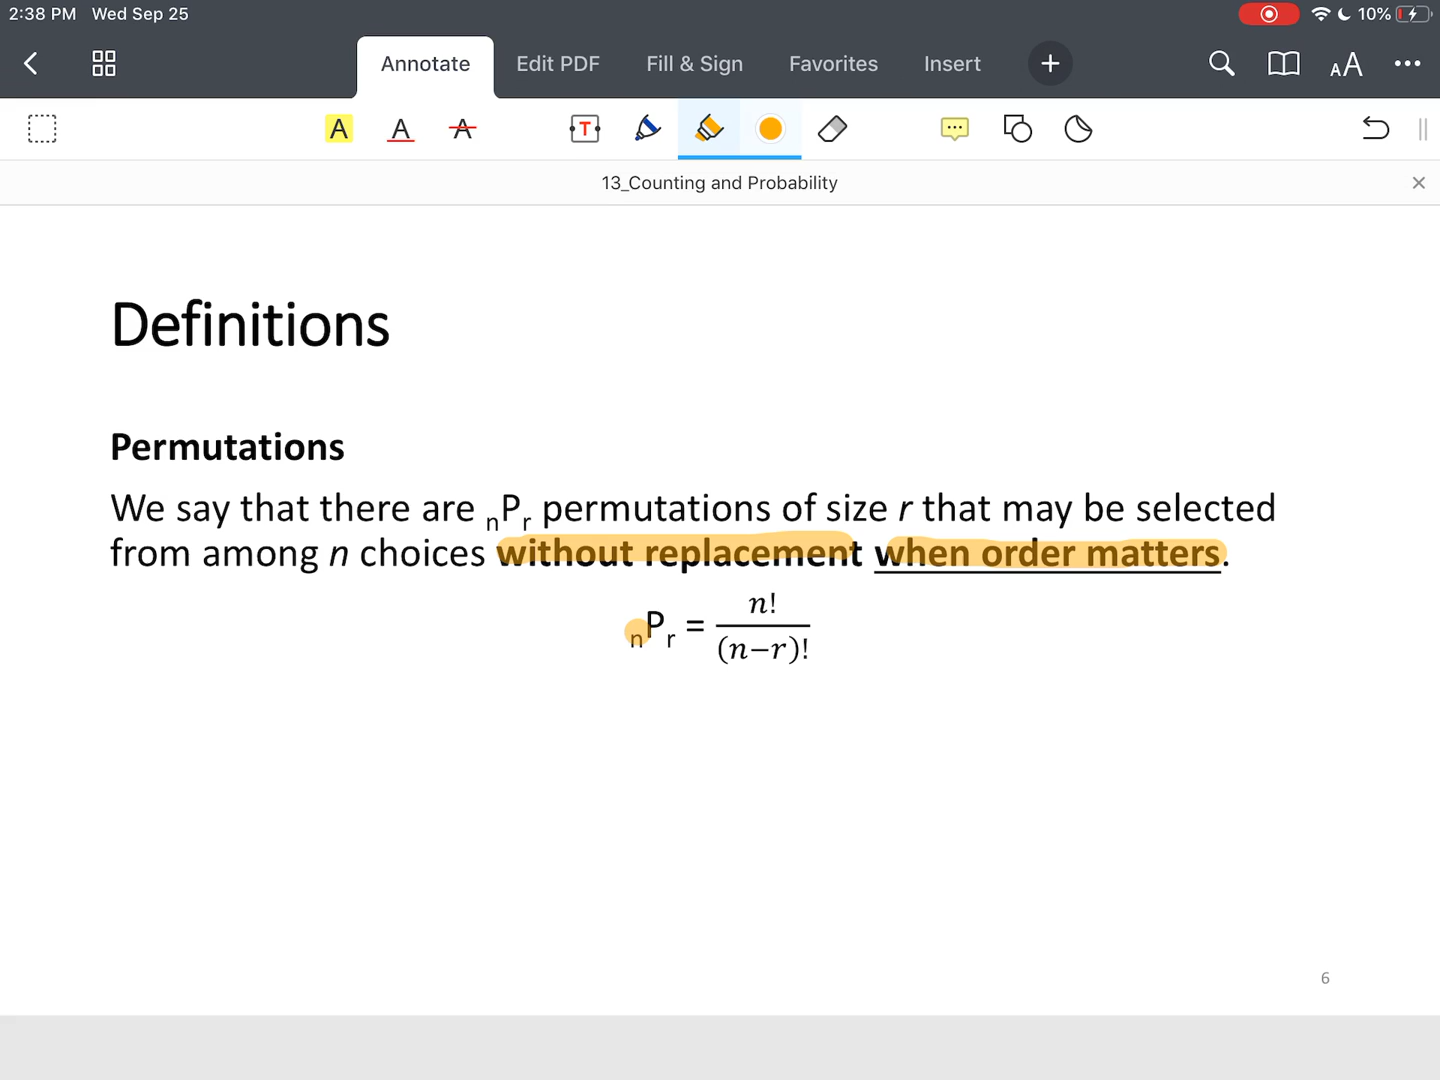 2:38 PM Wed Sep 25 10%
Annotate Edit PDF Fill & Sign Favorites Insert AA
A A A T
13_Counting and Probability
Definitions
Permutations
We say that there are ₙPᵣ permutations of size r that may be selected
from among n choices without replacement when order matters.
ₙPᵣ = n! / (n−r)!
6